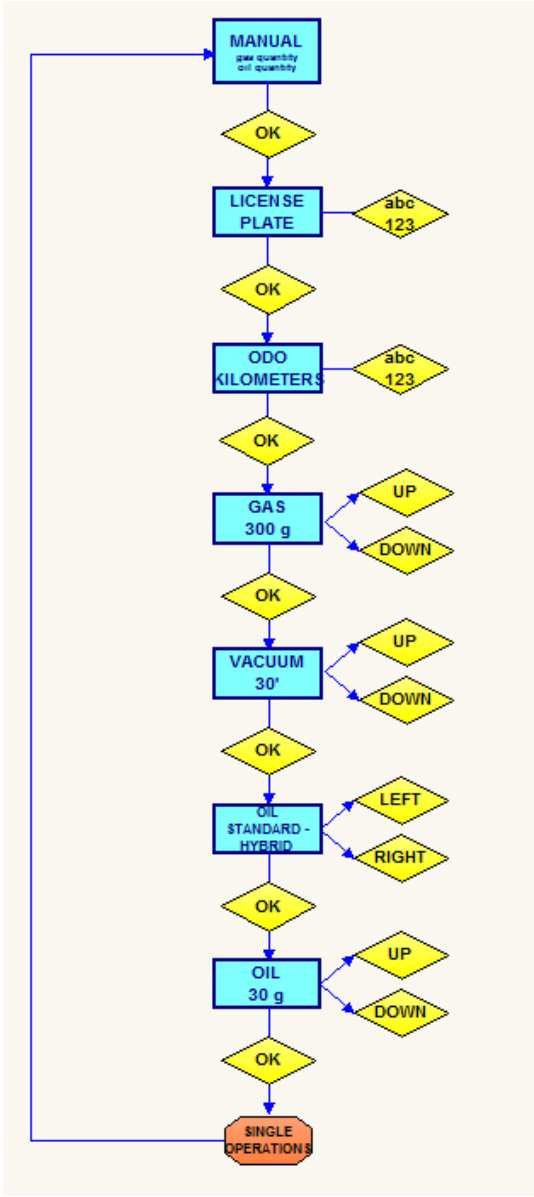 MANUAL
gas quantity
oil quantity
OK
LICENSE
PLATE
abc
123
OK
ODO
KILOMETERS
abc
123
OK
GAS
300 g
UP
DOWN
OK
VACUUM
30'
UP
DOWN
OK
OIL
STANDARD -
HYBRID
LEFT
RIGHT
OK
OIL
30 g
UP
DOWN
OK
SINGLE
OPERATIONS